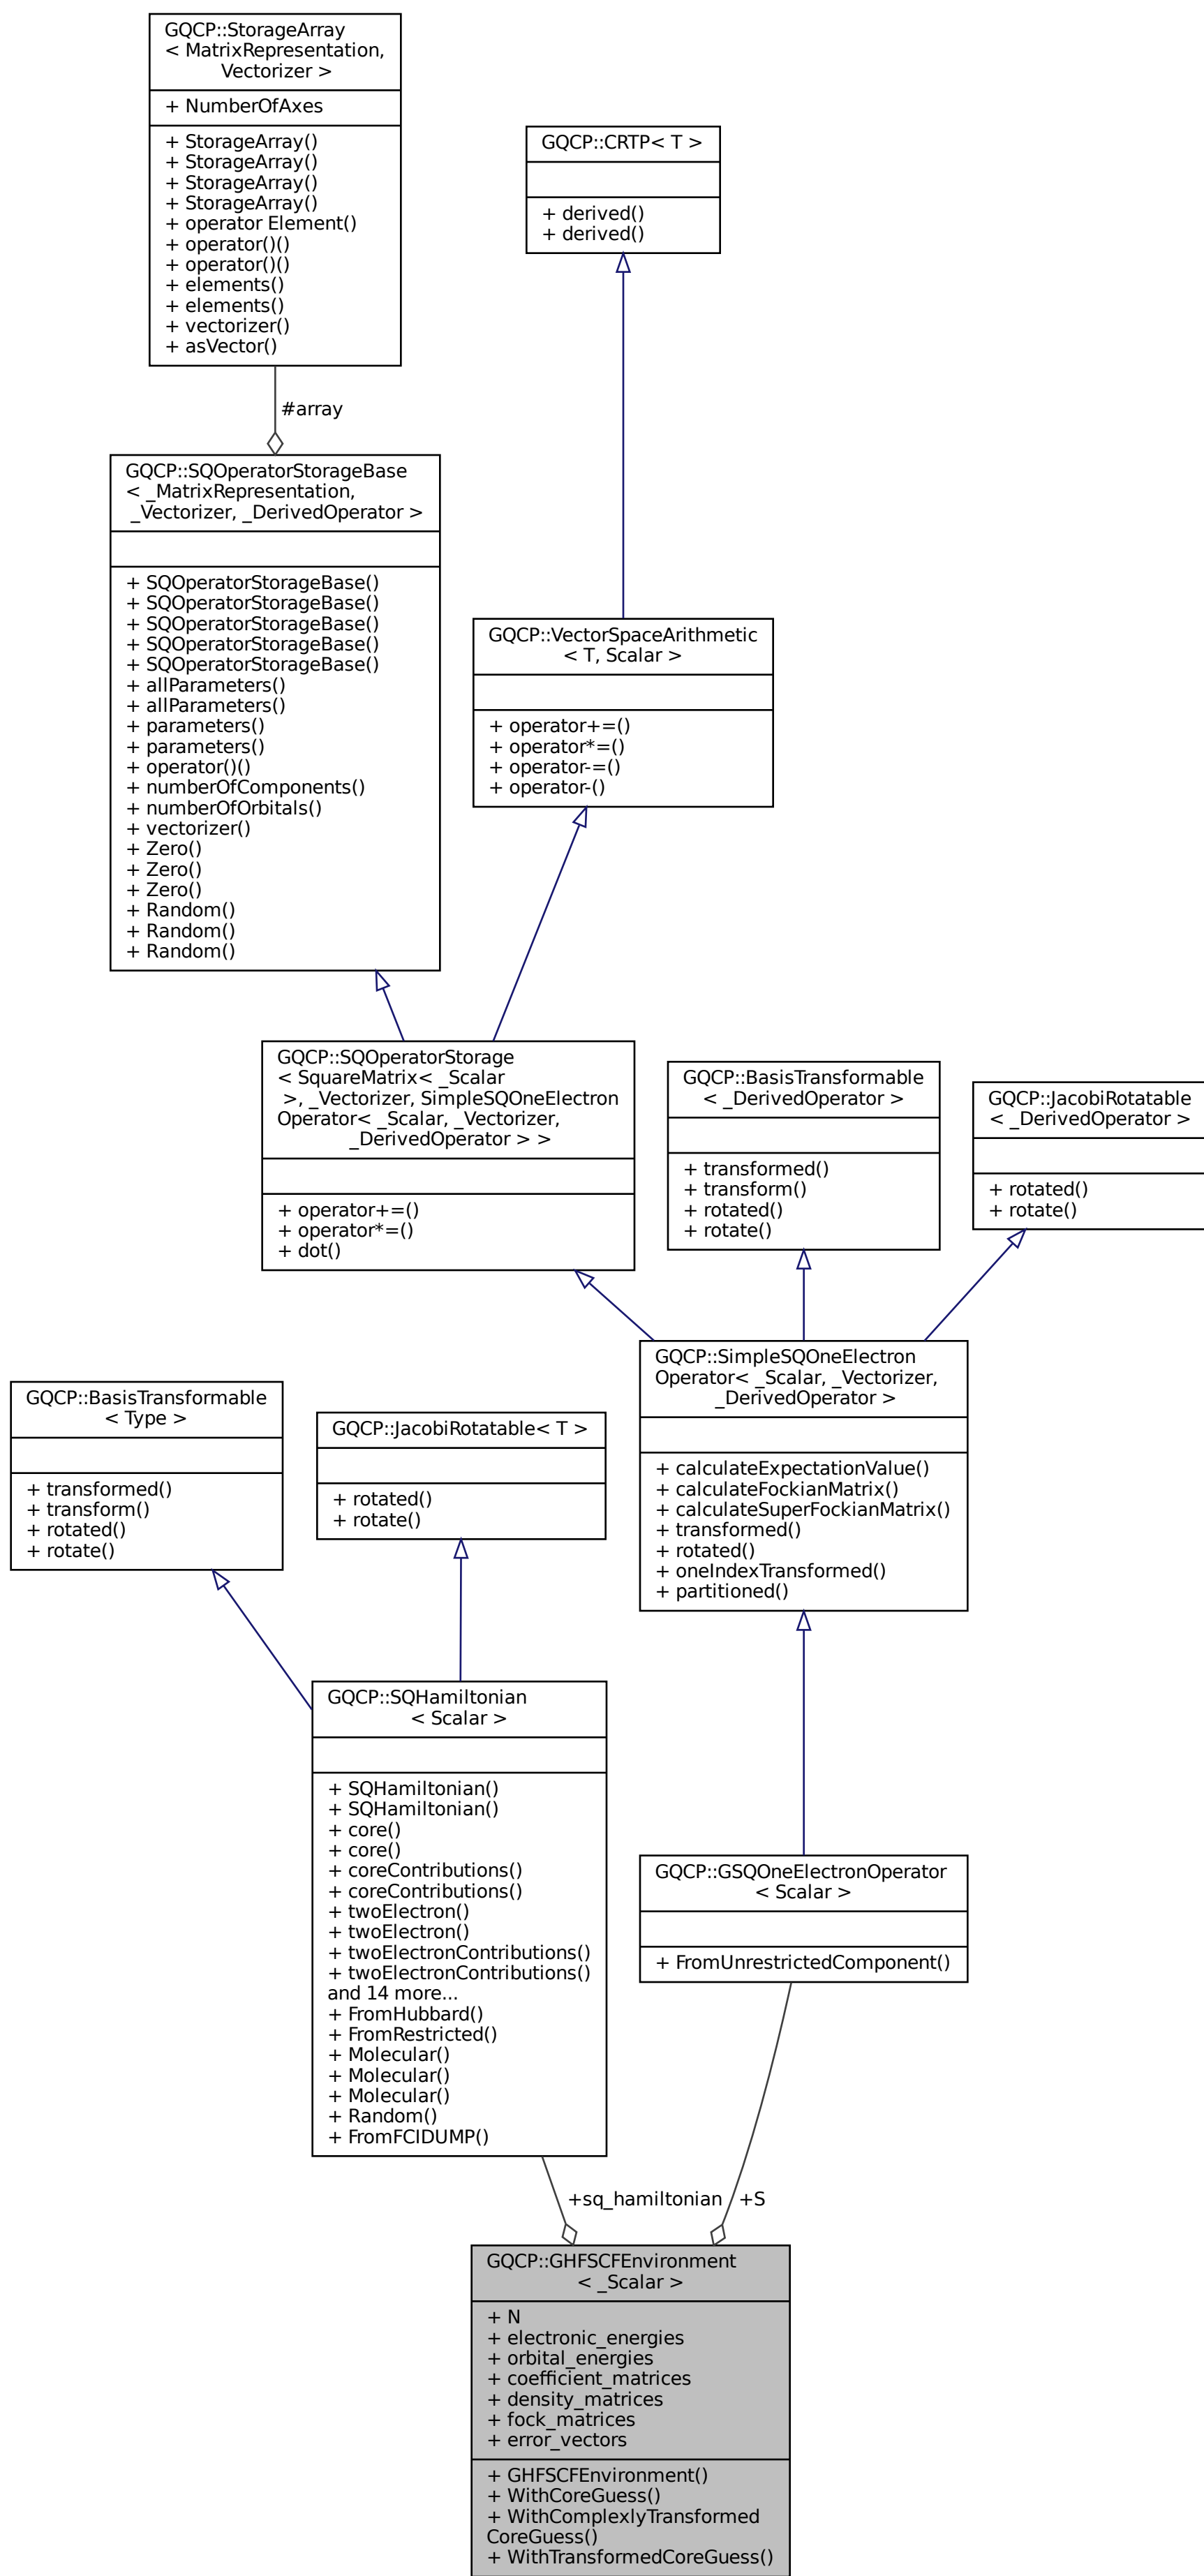 GQCP::StorageArray
< MatrixRepresentation,
Vectorizer >
+ NumberOfAxes
+ StorageArray()
+ StorageArray()
+ StorageArray()
+ StorageArray()
+ operator Element()
+ operator()()
+ operator()()
+ elements()
+ elements()
+ vectorizer()
+ asVector()
GQCP::CRTP< T >
+ derived()
+ derived()
#array
GQCP::SQOperatorStorageBase
< _MatrixRepresentation,
_Vectorizer, _DerivedOperator >
+ SQOperatorStorageBase()
+ SQOperatorStorageBase()
+ SQOperatorStorageBase()
+ SQOperatorStorageBase()
+ SQOperatorStorageBase()
+ allParameters()
+ allParameters()
+ parameters()
+ parameters()
+ operator()()
+ numberOfComponents()
+ numberOfOrbitals()
+ vectorizer()
+ Zero()
+ Zero()
+ Zero()
+ Random()
+ Random()
+ Random()
GQCP::VectorSpaceArithmetic
< T, Scalar >
+ operator+=()
+ operator*=()
+ operator-=()
+ operator-()
GQCP::SQOperatorStorage
< SquareMatrix< _Scalar
>, _Vectorizer, SimpleSQOneElectron
Operator< _Scalar, _Vectorizer,
_DerivedOperator > >
+ operator+=()
+ operator*=()
+ dot()
GQCP::BasisTransformable
< _DerivedOperator >
+ transformed()
+ transform()
+ rotated()
+ rotate()
GQCP::JacobiRotatable
< _DerivedOperator >
+ rotated()
+ rotate()
GQCP::SimpleSQOneElectron
Operator< _Scalar, _Vectorizer,
_DerivedOperator >
+ calculateExpectationValue()
+ calculateFockianMatrix()
+ calculateSuperFockianMatrix()
+ transformed()
+ rotated()
+ oneIndexTransformed()
+ partitioned()
GQCP::BasisTransformable
< Type >
+ transformed()
+ transform()
+ rotated()
+ rotate()
GQCP::JacobiRotatable< T >
+ rotated()
+ rotate()
GQCP::SQHamiltonian
< Scalar >
+ SQHamiltonian()
+ SQHamiltonian()
+ core()
+ core()
+ coreContributions()
+ coreContributions()
+ twoElectron()
+ twoElectron()
+ twoElectronContributions()
+ twoElectronContributions()
and 14 more...
+ FromHubbard()
+ FromRestricted()
+ Molecular()
+ Molecular()
+ Molecular()
+ Random()
+ FromFCIDUMP()
GQCP::GSQOneElectronOperator
< Scalar >
+ FromUnrestrictedComponent()
+sq_hamiltonian
+S
GQCP::GHFSCFEnvironment
< _Scalar >
+ N
+ electronic_energies
+ orbital_energies
+ coefficient_matrices
+ density_matrices
+ fock_matrices
+ error_vectors
+ GHFSCFEnvironment()
+ WithCoreGuess()
+ WithComplexlyTransformed
CoreGuess()
+ WithTransformedCoreGuess()